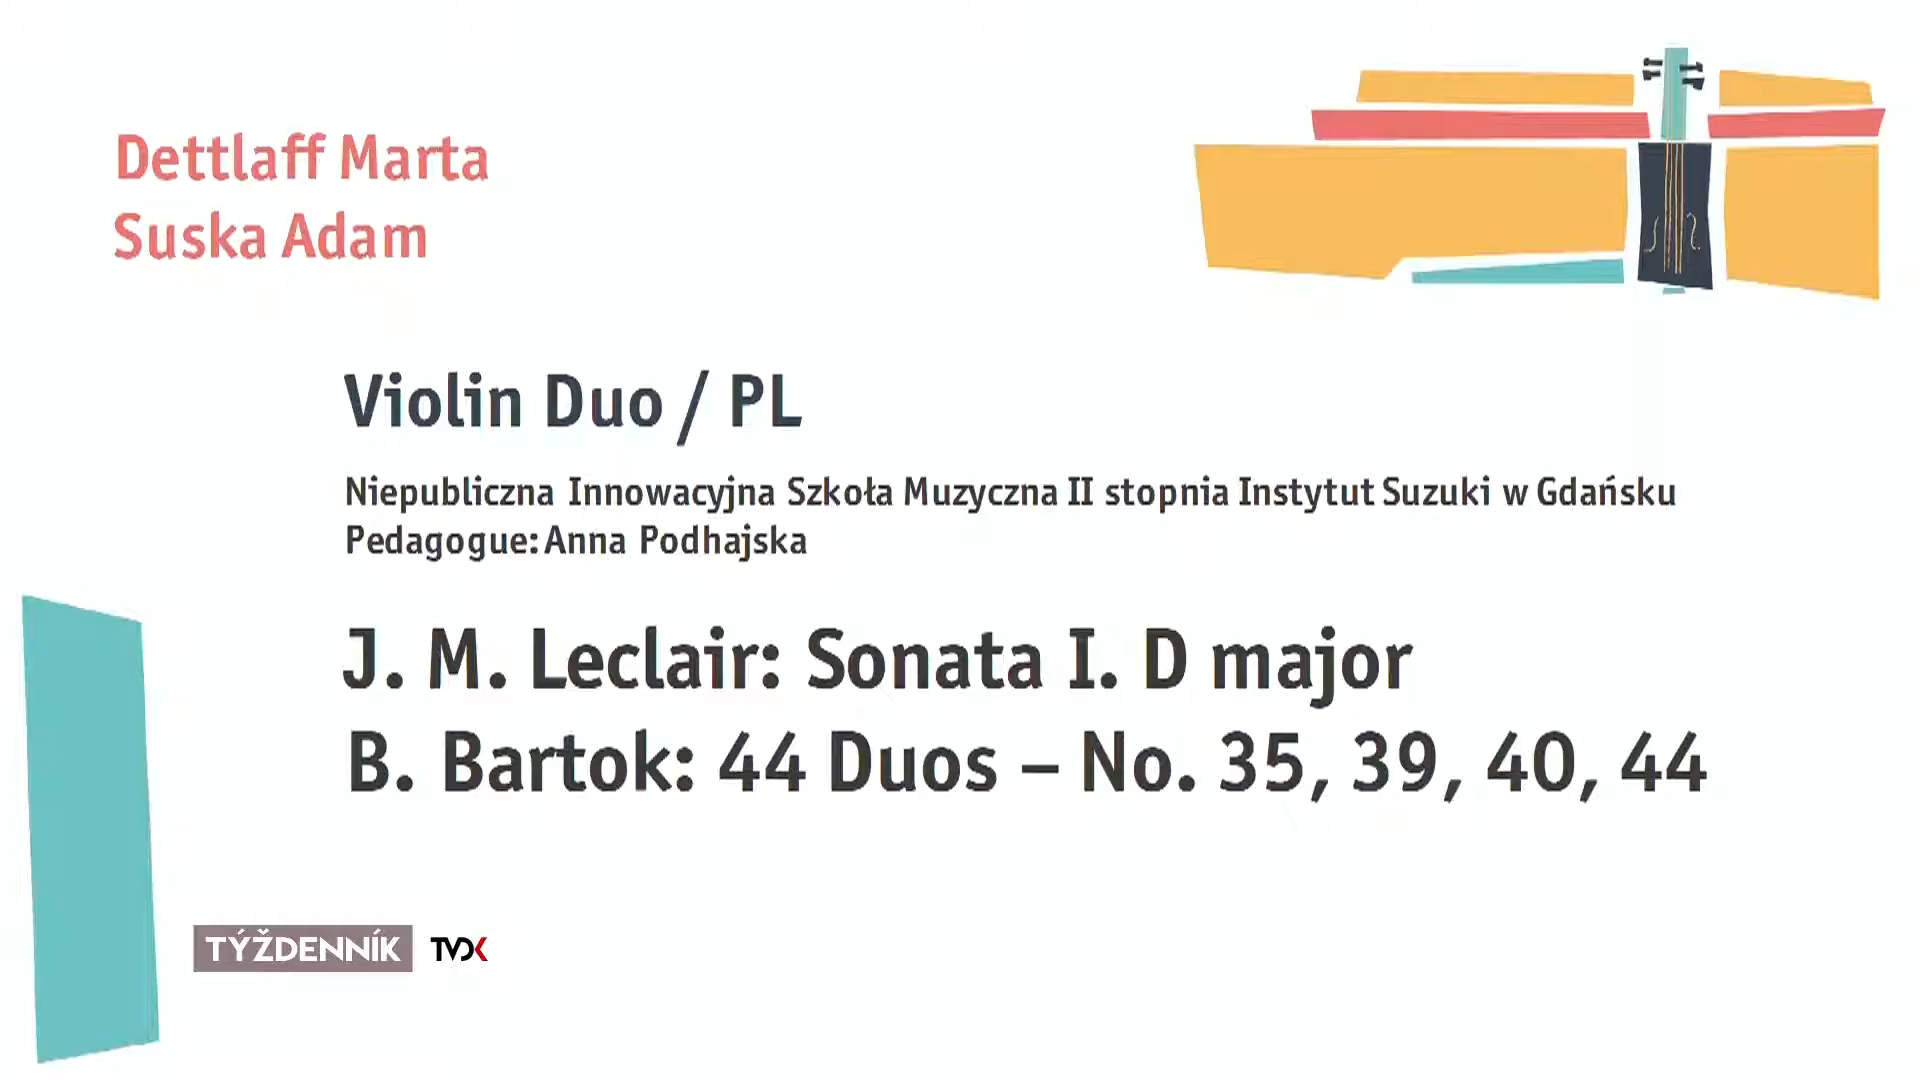 Dettlaff Marta
Suska Adam
Violin Duo / PL
Niepubliczna Innowacyjna Szkoła Muzyczna II stopnia Instytut Suzuki w Gdańsku
Pedagogue: Anna Podhajska
J. M. Leclair: Sonata I. D major
B. Bartok: 44 Duos – No. 35, 39, 40, 44
TÝŽDENNÍK TVDK